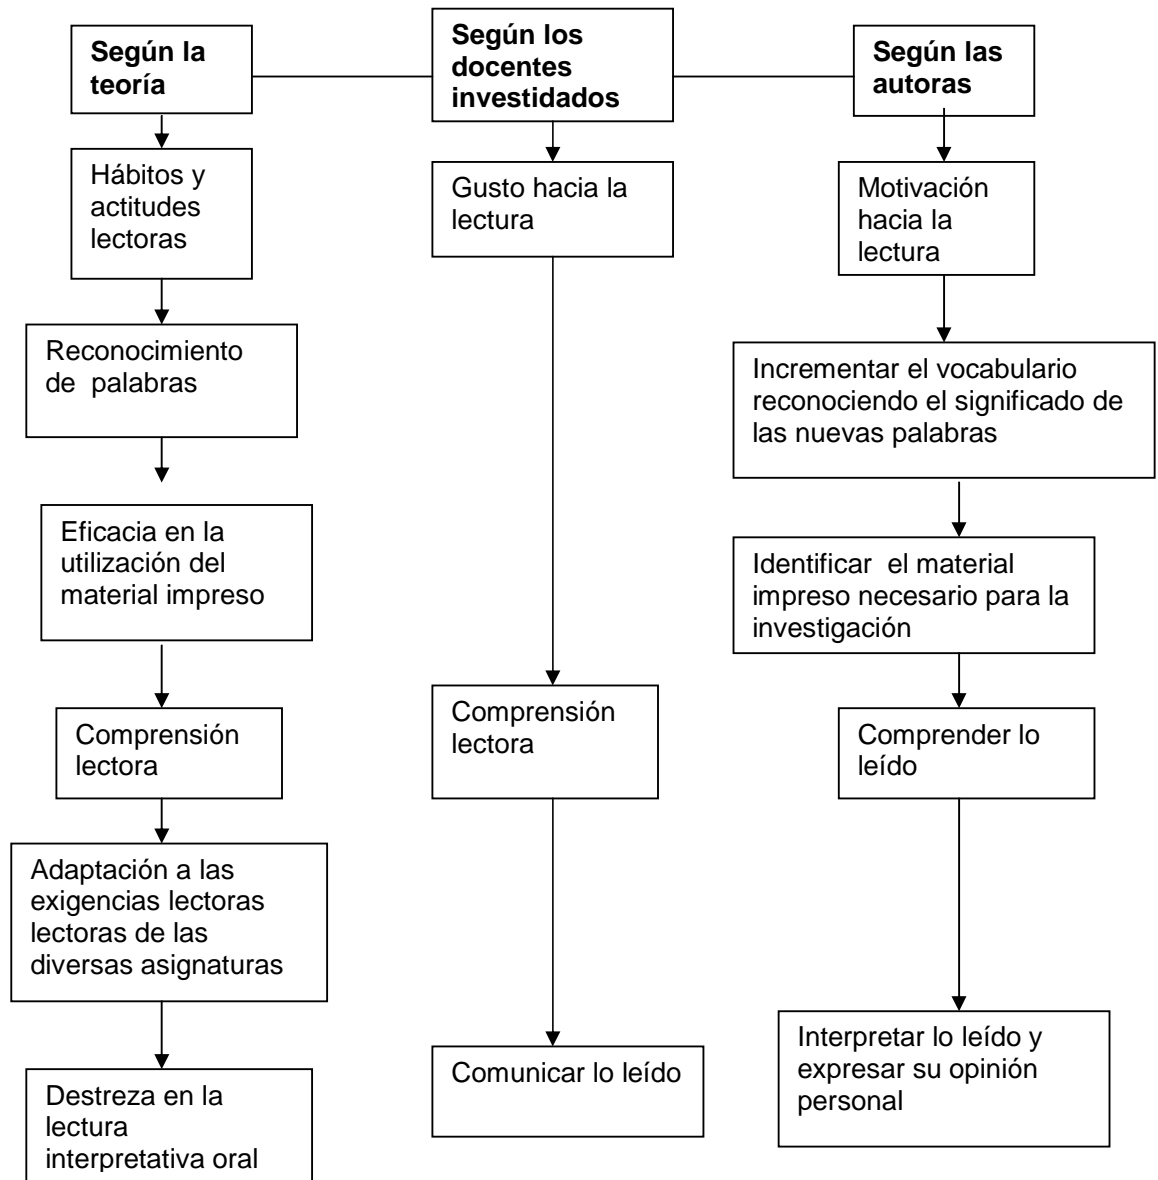 Según la
teoría
Según los
docentes
investidados
Según las
autoras
Hábitos y
actitudes
lectoras
Gusto hacia la
lectura
Motivación
hacia la
lectura
Reconocimiento
de palabras
Incrementar el vocabulario
reconociendo el significado de
las nuevas palabras
Eficacia en la
utilización del
material impreso
Identificar el material
impreso necesario para la
investigación
Comprensión
lectora
Comprensión
lectora
Comprender lo
leído
Adaptación a las
exigencias lectoras
lectoras de las
diversas asignaturas
Comunicar lo leído
Interpretar lo leído y
expresar su opinión
personal
Destreza en la
lectura
interpretativa oral